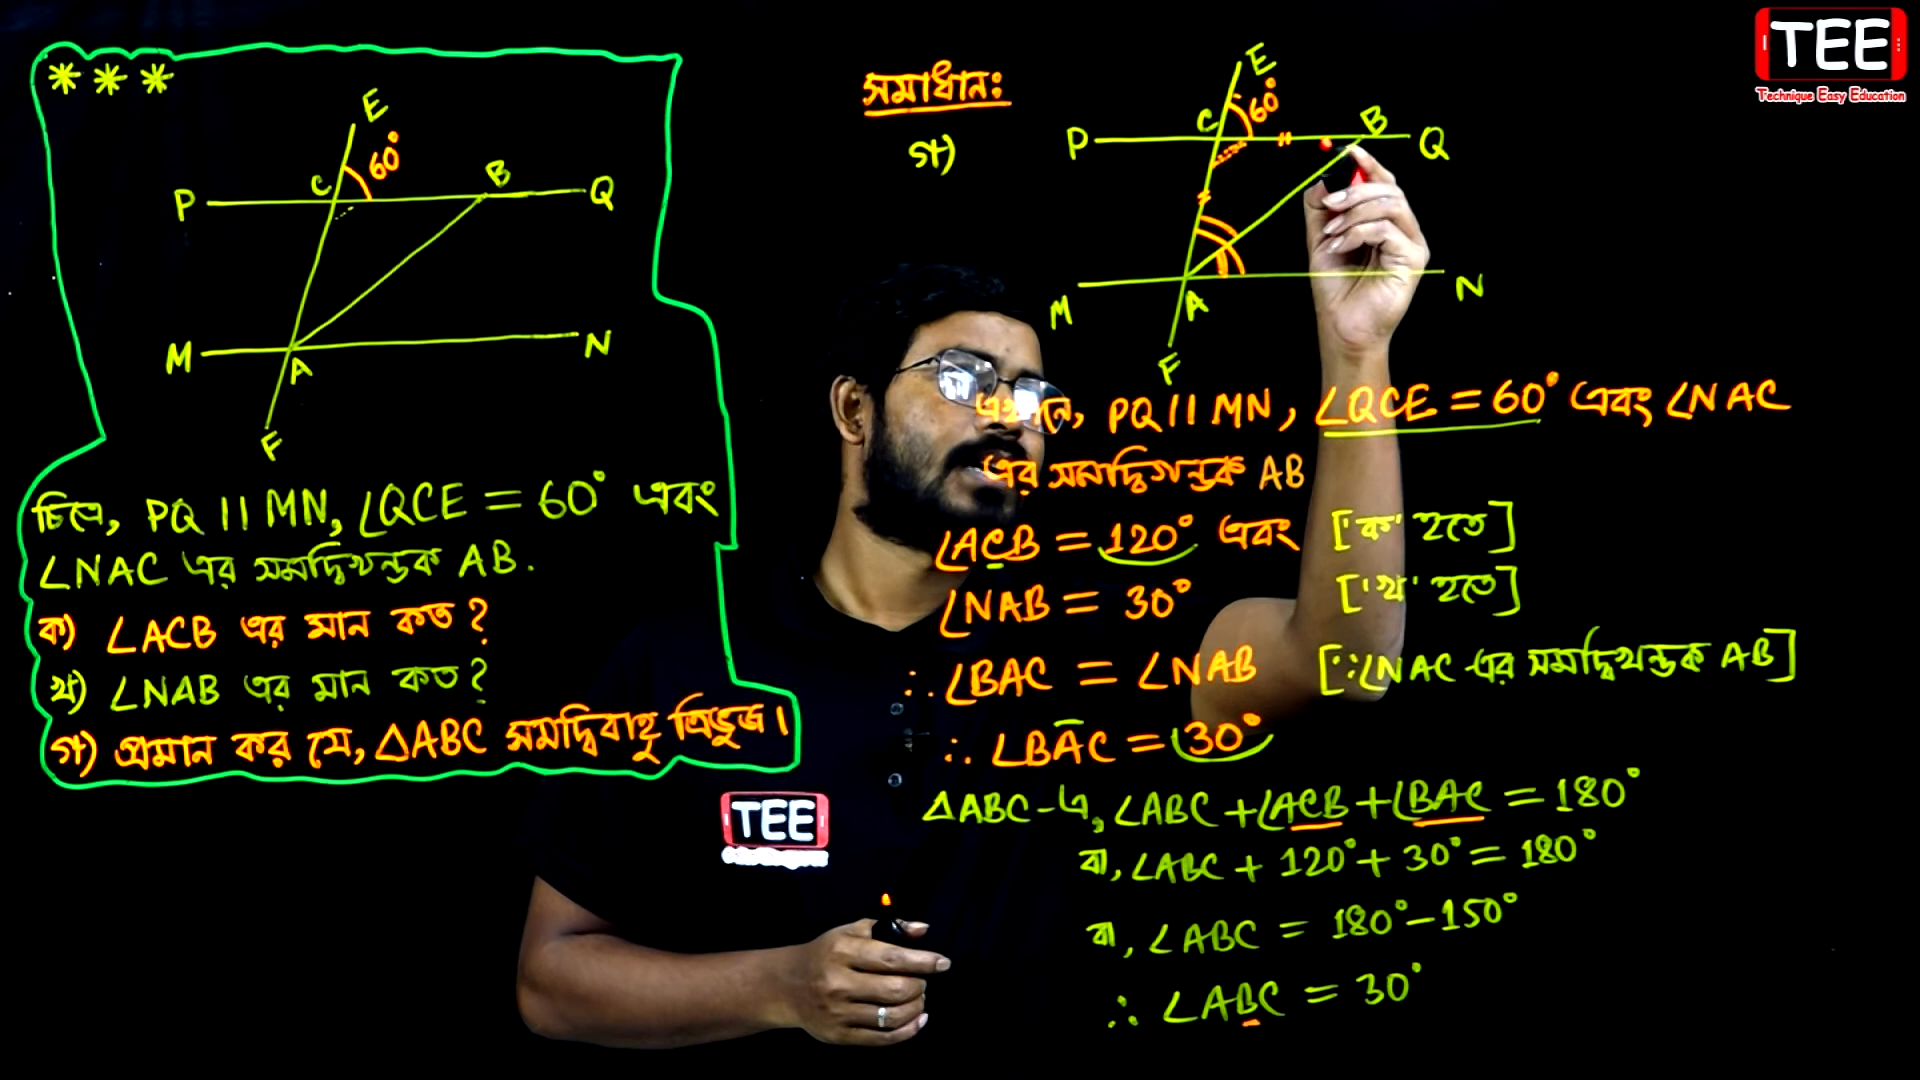 TEE
Technique Easy Education
***
E
60°
C
B
P
Q
M
A
N
F
চিত্রে, PQ || MN, ∠QCE = 60° এবং
∠NAC এর সমদ্বিখন্ডক AB.
ক) ∠ACB এর মান কত?
খ) ∠NAB এর মান কত?
গ) প্রমান কর যে, △ABC সমদ্বিবাহু ত্রিভুজ।
সমাধানঃ
গ)
E
60°
C
B
P
Q
M
A
N
F
এখানে, PQ || MN, ∠QCE = 60° এবং ∠NAC
এর সমদ্বিখন্ডক AB
∠ACB = 120° এবং ['ক' হতে]
∠NAB = 30° ['খ' হতে]
∴ ∠BAC = ∠NAB [∵∠NAC এর সমদ্বিখন্ডক AB]
∴ ∠BAC = 30°
△ABC-এ, ∠ABC + ∠ACB + ∠BAC = 180°
বা, ∠ABC + 120° + 30° = 180°
বা, ∠ABC = 180° - 150°
∴ ∠ABC = 30°
TEE